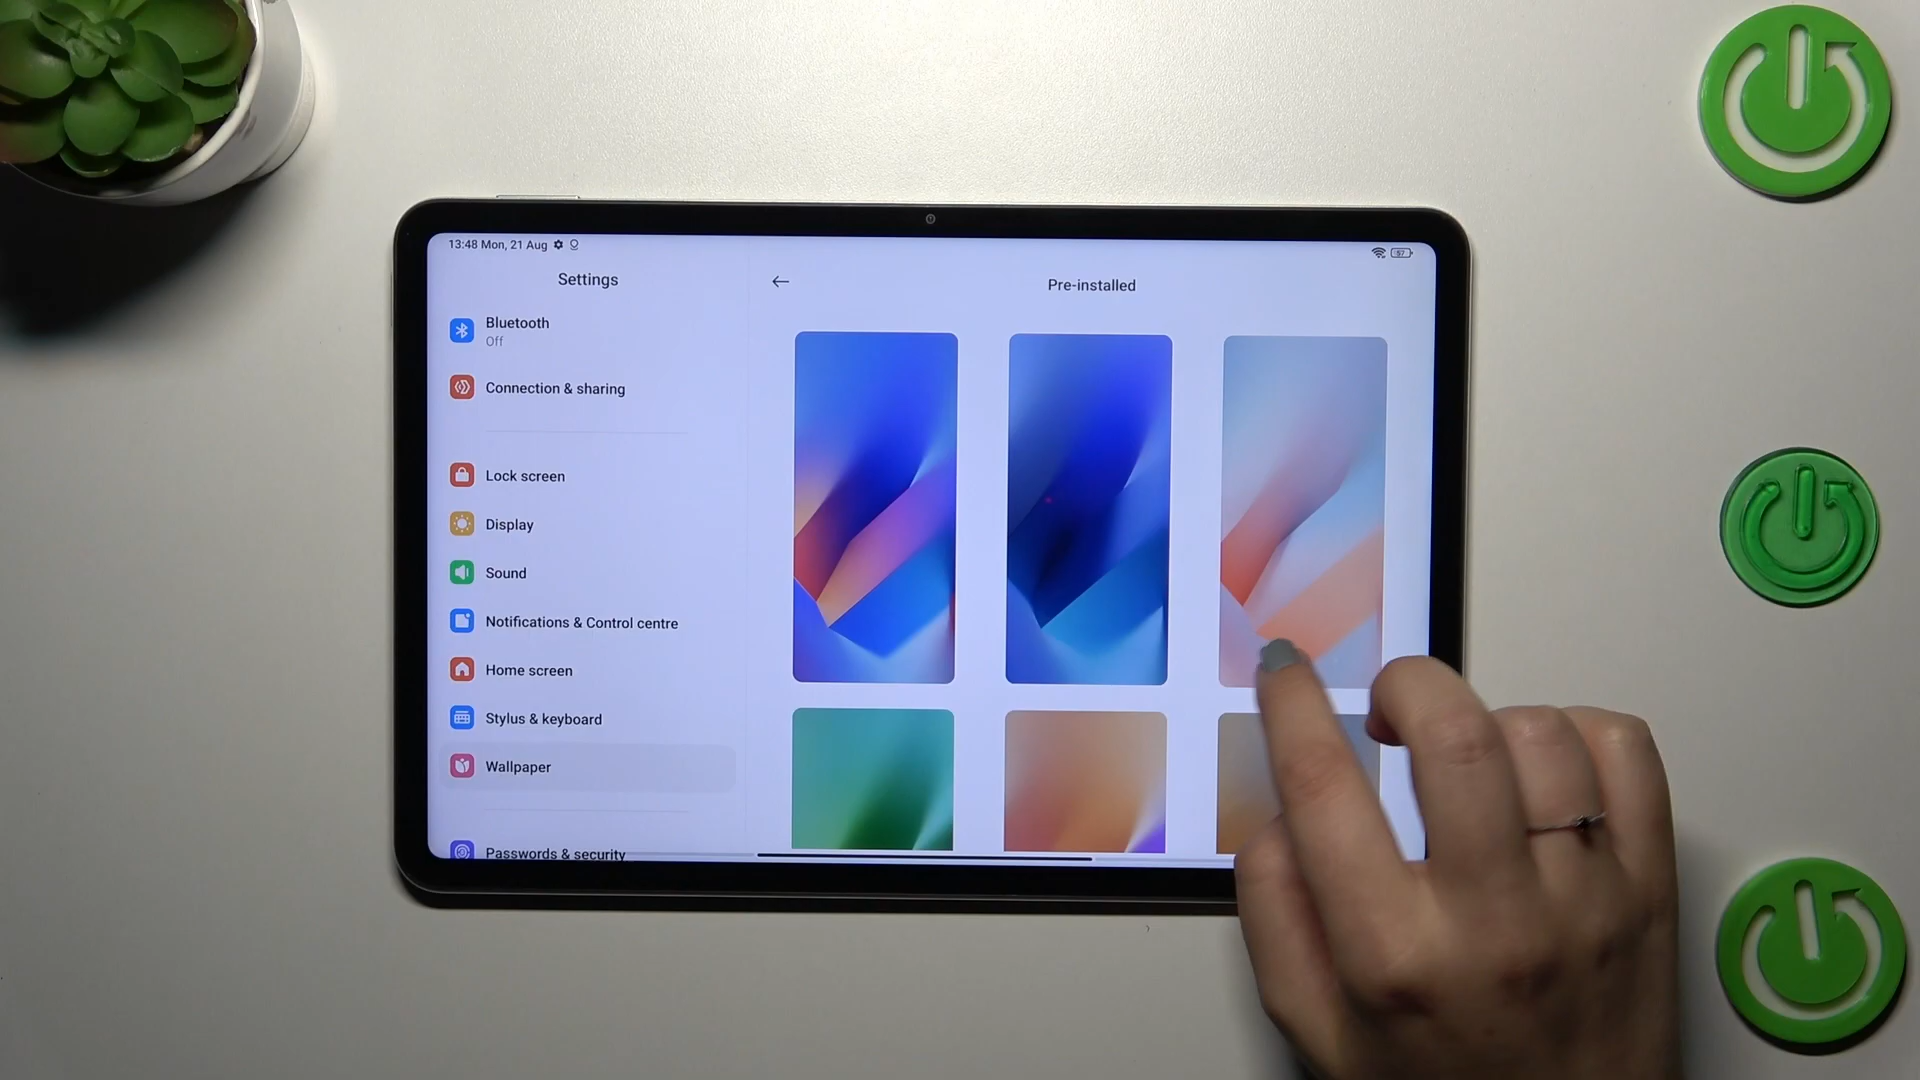 13:48 Mon, 21 Aug
57
Settings
Pre-installed
Bluetooth
Off
Connection & sharing
Lock screen
Display
Sound
Notifications & Control centre
Home screen
Stylus & keyboard
Wallpaper
Passwords & security